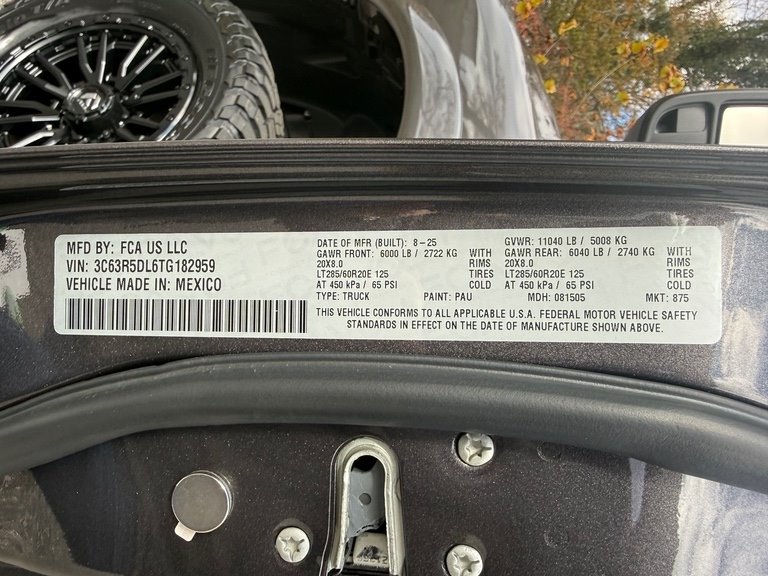 MFD BY: FCA US LLC
VIN: 3C63R5DL6TG182959
VEHICLE MADE IN: MEXICO
DATE OF MFR (BUILT): 8-25
GAWR FRONT: 6000 LB / 2722 KG WITH
20X8.0 RIMS
LT285/60R20E 125 TIRES
AT 450 kPa / 65 PSI COLD
TYPE: TRUCK PAINT: PAU
GVWR: 11040 LB / 5008 KG
GAWR REAR: 6040 LB / 2740 KG WITH
20X8.0 RIMS
LT285/60R20E 125 TIRES
AT 450 kPa / 65 PSI COLD
MDH: 081505 MKT: 875
THIS VEHICLE CONFORMS TO ALL APPLICABLE U.S.A. FEDERAL MOTOR VEHICLE SAFETY
STANDARDS IN EFFECT ON THE DATE OF MANUFACTURE SHOWN ABOVE.